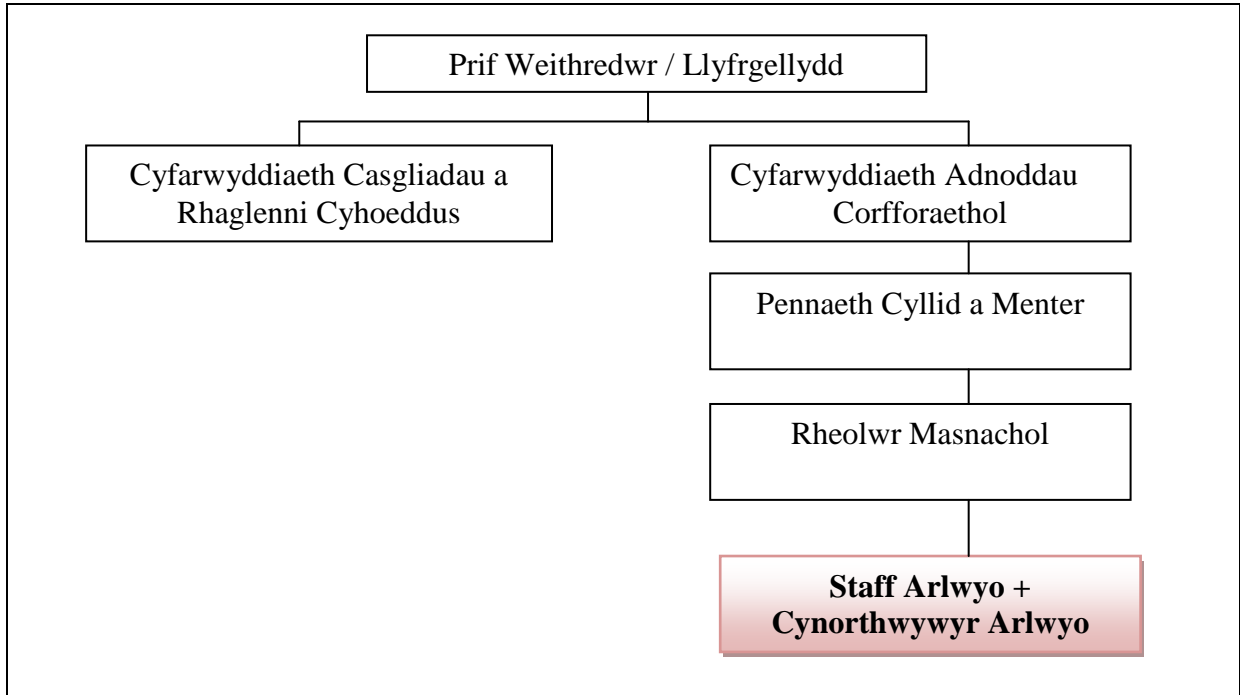 Prif Weithredwr / Llyfrgellydd
Cyfarwyddiaeth Casgliadau a
Rhaglenni Cyhoeddus
Cyfarwyddiaeth Adnoddau
Corfforaethol
Pennaeth Cyllid a Menter
Rheolwr Masnachol
Staff Arlwyo +
Cynorthwywyr Arlwyo